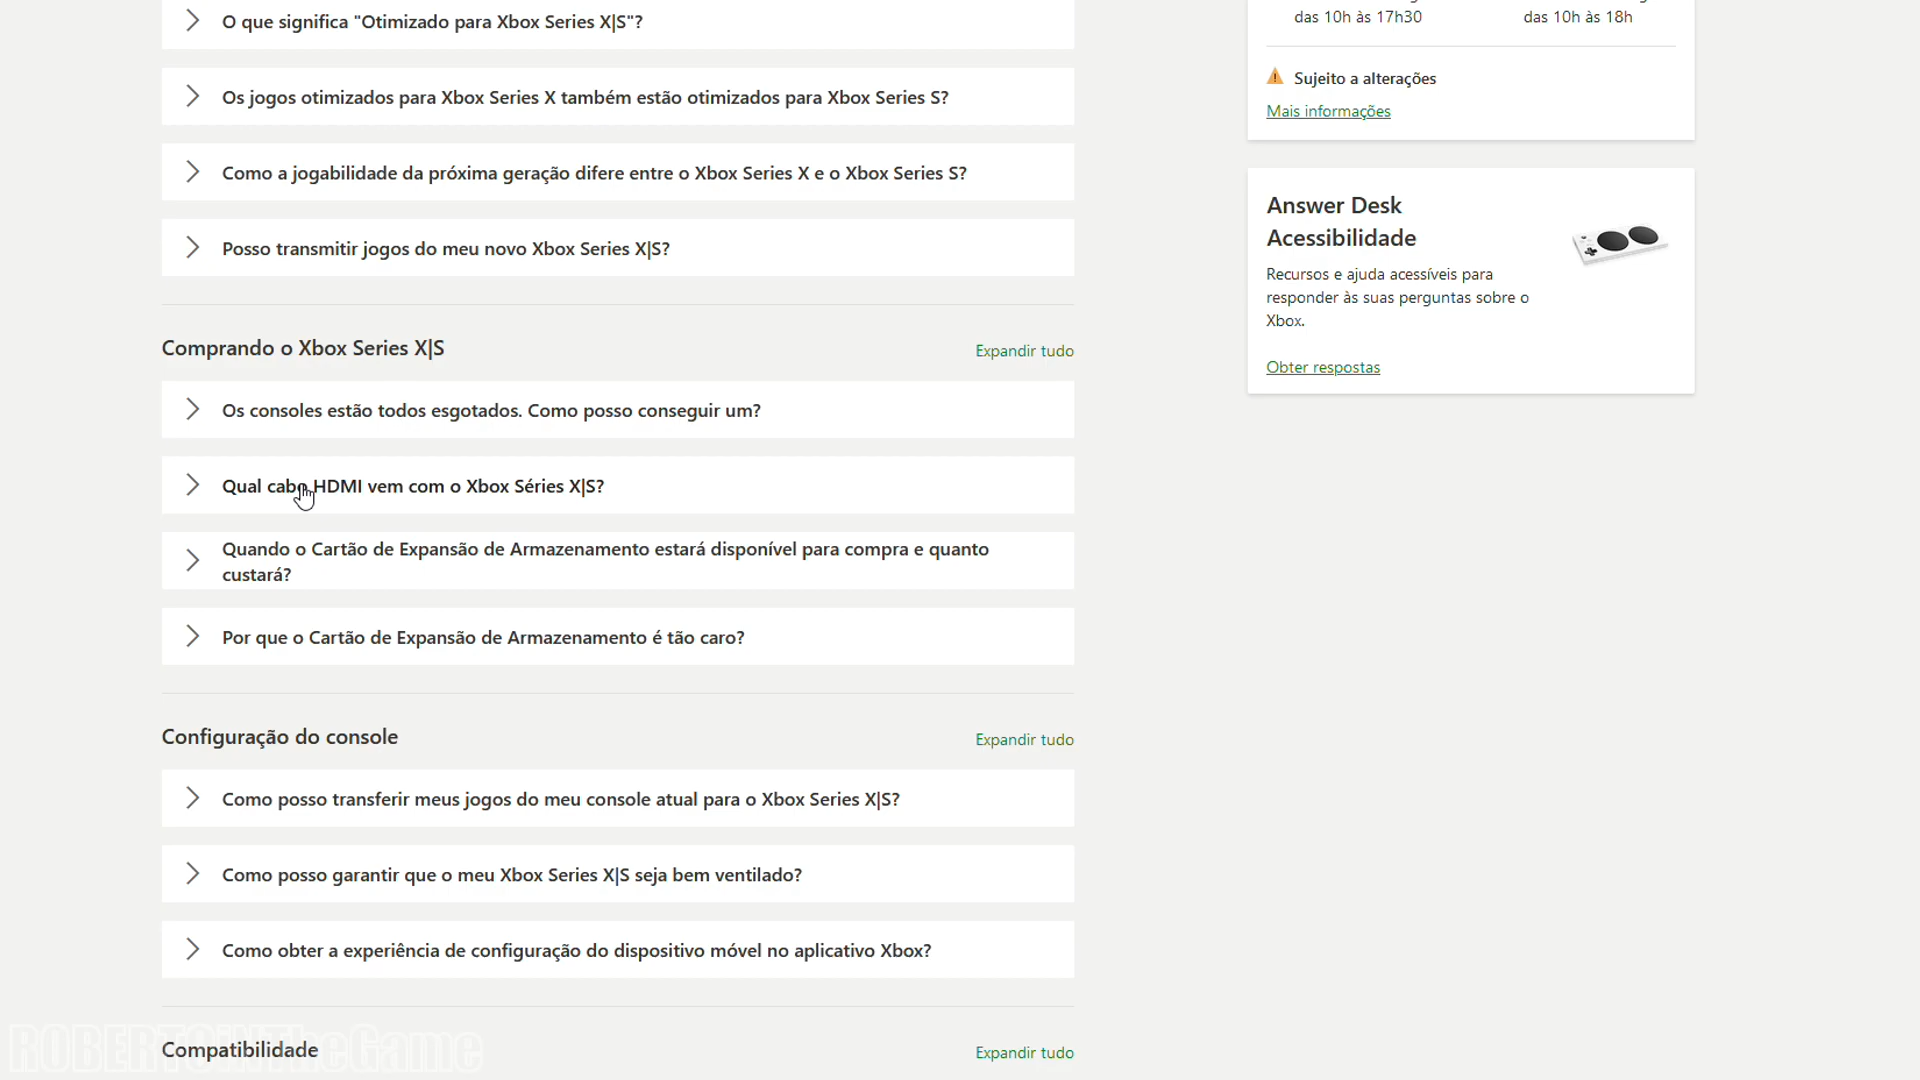 O que significa "Otimizado para Xbox Series X|S"?
Os jogos otimizados para Xbox Series X também estão otimizados para Xbox Series S?
Como a jogabilidade da próxima geração difere entre o Xbox Series X e o Xbox Series S?
Posso transmitir jogos do meu novo Xbox Series X|S?
Comprando o Xbox Series X|S
Expandir tudo
Os consoles estão todos esgotados. Como posso conseguir um?
Qual cabo HDMI vem com o Xbox Séries X|S?
Quando o Cartão de Expansão de Armazenamento estará disponível para compra e quanto
custará?
Por que o Cartão de Expansão de Armazenamento é tão caro?
Configuração do console
Expandir tudo
Como posso transferir meus jogos do meu console atual para o Xbox Series X|S?
Como posso garantir que o meu Xbox Series X|S seja bem ventilado?
Como obter a experiência de configuração do dispositivo móvel no aplicativo Xbox?
Compatibilidade
Expandir tudo
das 10h às 17h30
das 10h às 18h
Sujeito a alterações
Mais informações
Answer Desk
Acessibilidade
Recursos e ajuda acessíveis para
responder às suas perguntas sobre o
Xbox.
Obter respostas